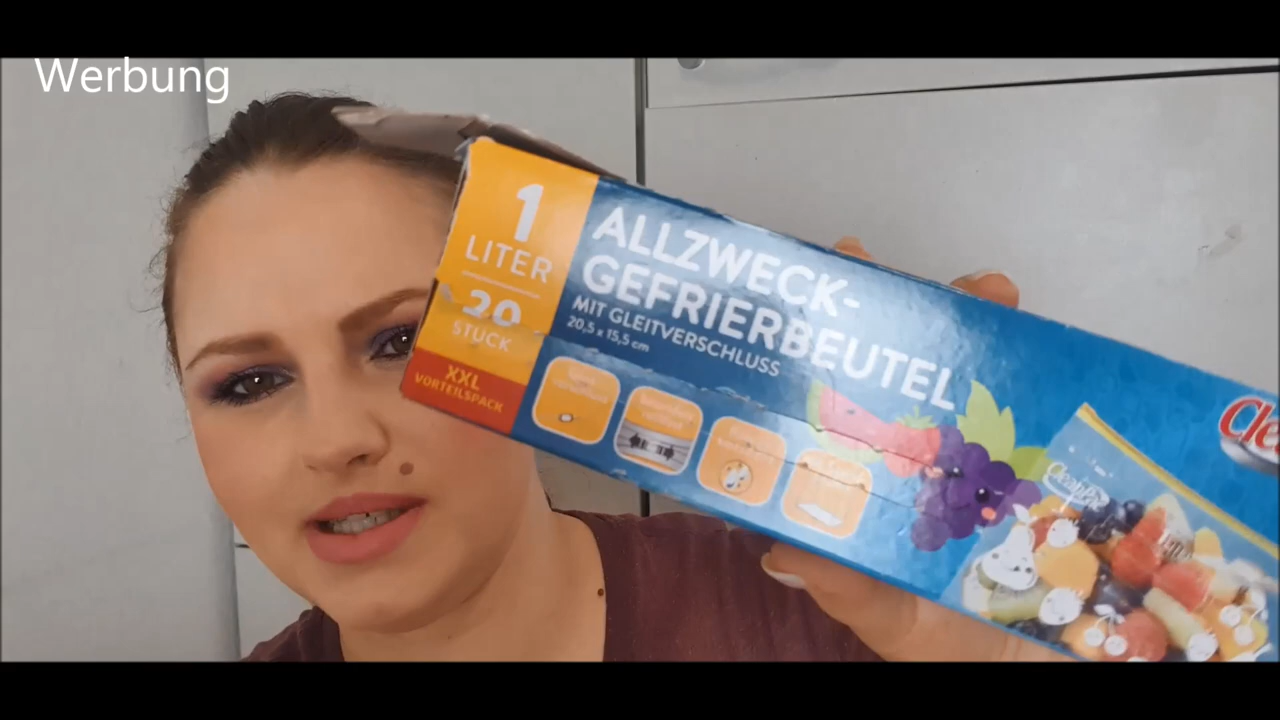 Werbung
1
LITER
20
STÜCK
XXL
VORTEILSPACK
ALLZWECK-
GEFRIERBEUTEL
MIT GLEITVERSCHLUSS
20,5 x 15,5 cm